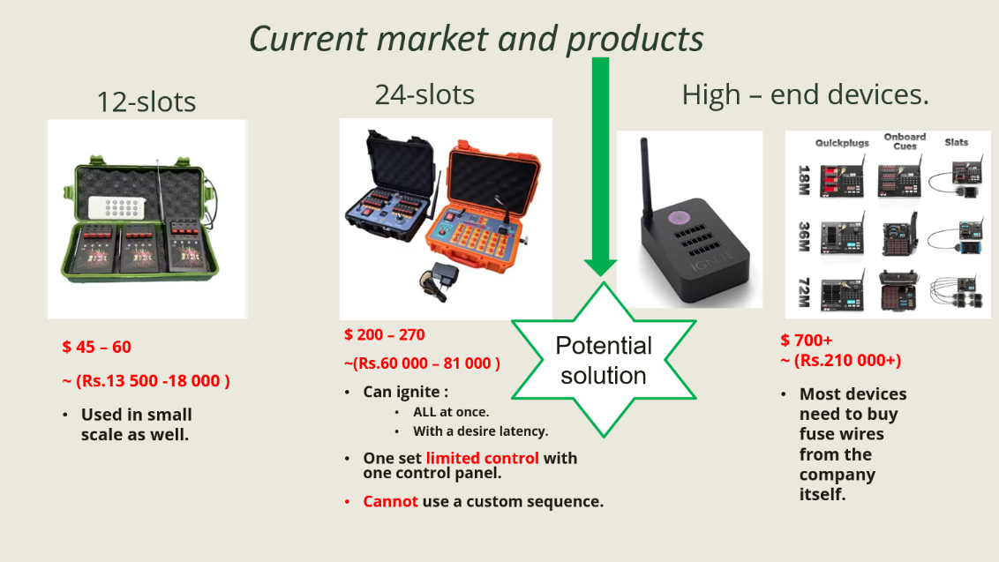 Current market and products
12-slots
24-slots
High – end devices.
Quickplugs
Onboard
Cues
Slats
18M
36M
72M
IGNITE
$ 45 – 60
~ (Rs.13 500 -18 000 )
• Used in small
scale as well.
$ 200 – 270
~(Rs.60 000 – 81 000 )
• Can ignite :
• ALL at once.
• With a desire latency.
• One set limited control with
one control panel.
• Cannot use a custom sequence.
Potential
solution
$ 700+
~ (Rs.210 000+)
• Most devices
need to buy
fuse wires
from the
company
itself.